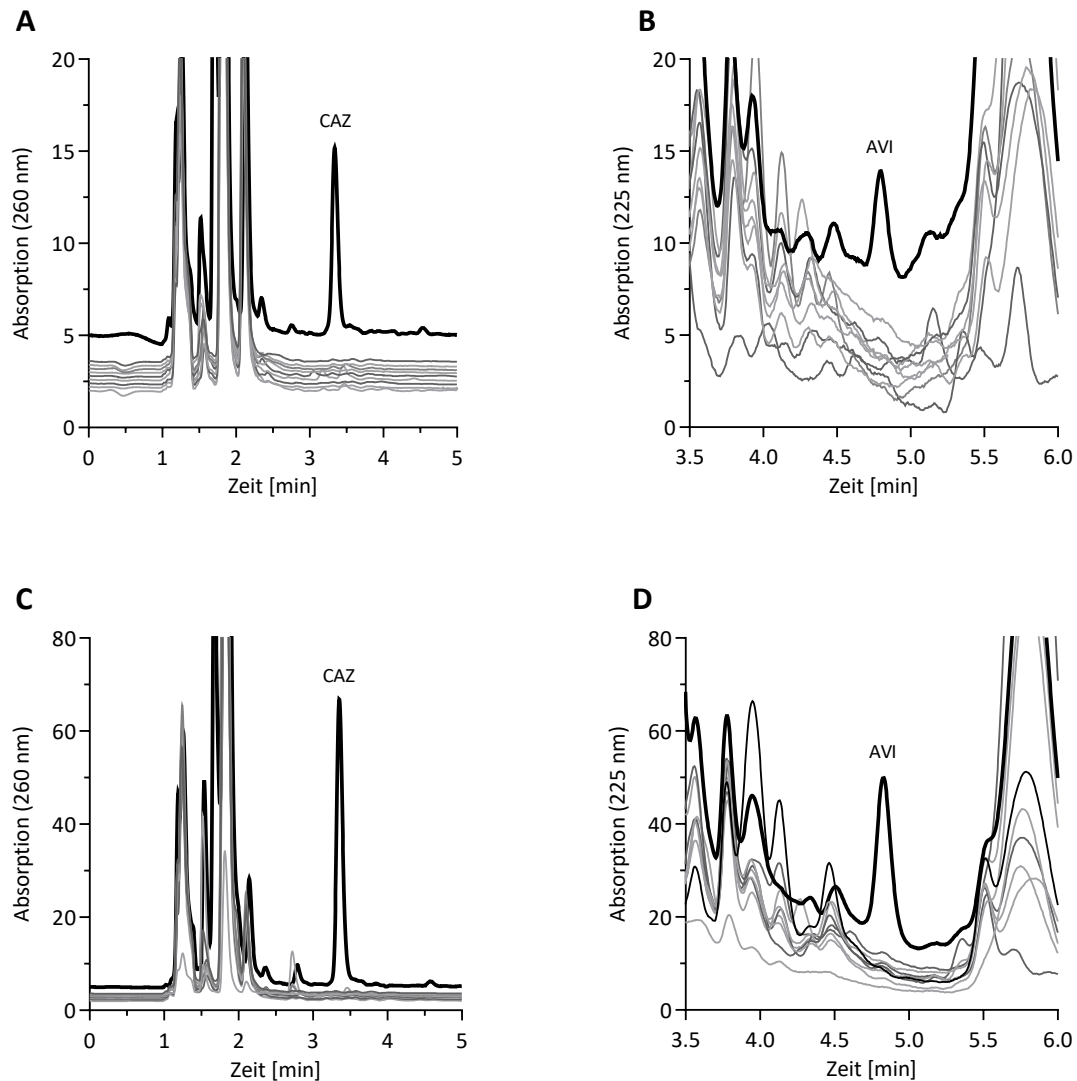 A
Absorption (260 nm)
20
15
10
5
0
CAZ
0 1 2 3 4 5
Zeit [min]
B
Absorption (225 nm)
20
15
10
5
0
AVI
3.5 4.0 4.5 5.0 5.5 6.0
Zeit [min]
C
Absorption (260 nm)
80
60
40
20
0
CAZ
0 1 2 3 4 5
Zeit [min]
D
Absorption (225 nm)
80
60
40
20
0
AVI
3.5 4.0 4.5 5.0 5.5 6.0
Zeit [min]